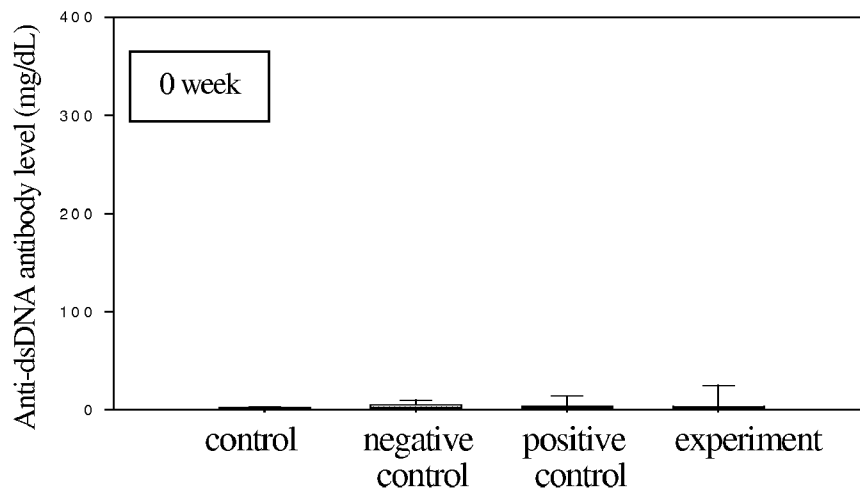 Anti-dsDNA antibody level (mg/dL)
400
300
200
100
0
0 week
control
negative control
positive control
experiment